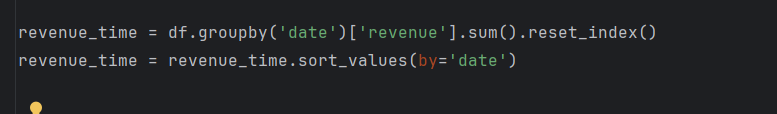 revenue_time = df.groupby('date')['revenue'].sum().reset_index()
revenue_time = revenue_time.sort_values(by='date')